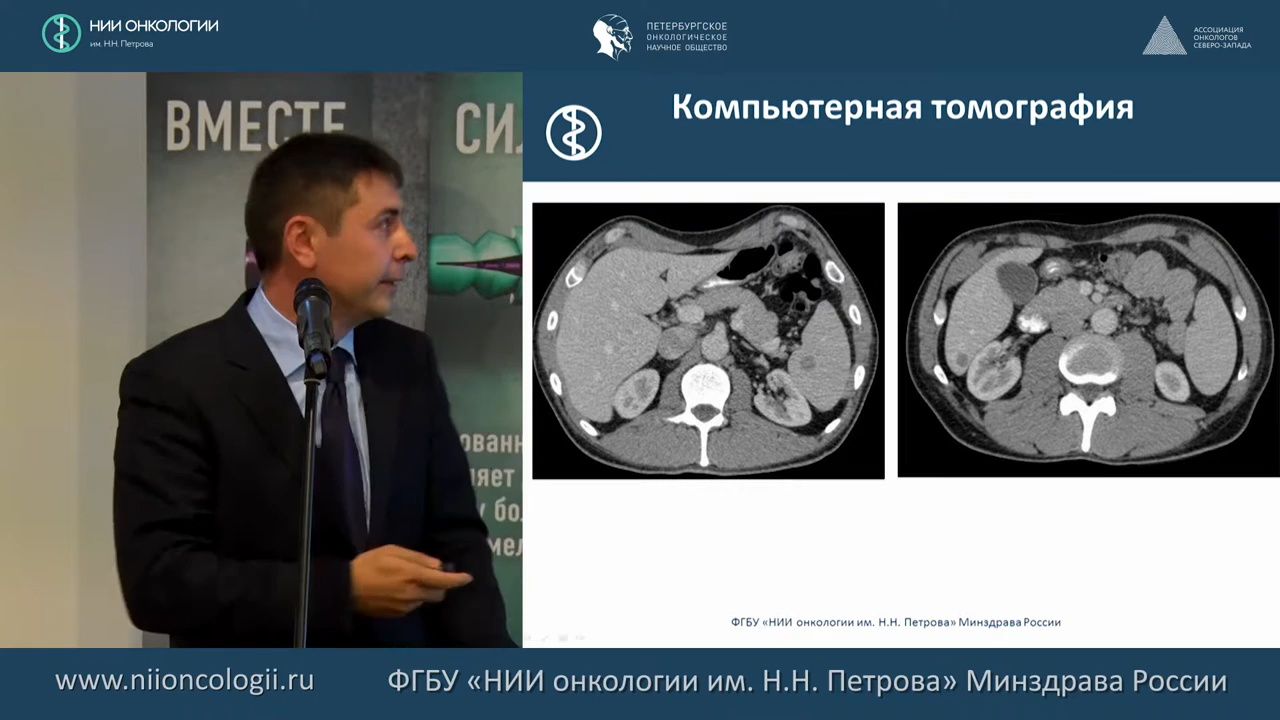 НИИ ОНКОЛОГИИ
им. Н.Н. Петрова
ПЕТЕРБУРГСКОЕ
ОНКОЛОГИЧЕСКОЕ
НАУЧНОЕ ОБЩЕСТВО
АССОЦИАЦИЯ
ОНКОЛОГОВ
СЕВЕРО-ЗАПАДА
ВМЕСТЕ
Компьютерная томография
ФГБУ «НИИ онкологии им. Н.Н. Петрова» Минздрава России
www.niioncologii.ru
ФГБУ «НИИ онкологии им. Н.Н. Петрова» Минздрава России